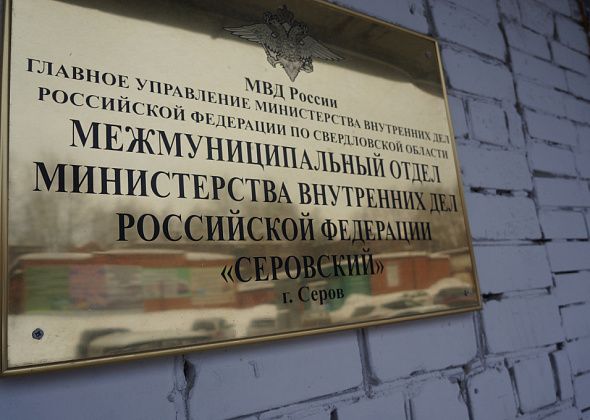 МВД России
ГЛАВНОЕ УПРАВЛЕНИЕ МИНИСТЕРСТВА ВНУТРЕННИХ ДЕЛ
РОССИЙСКОЙ ФЕДЕРАЦИИ ПО СВЕРДЛОВСКОЙ ОБЛАСТИ
МЕЖМУНИЦИПАЛЬНЫЙ ОТДЕЛ
МИНИСТЕРСТВА ВНУТРЕННИХ ДЕЛ
РОССИЙСКОЙ ФЕДЕРАЦИИ
«СЕРОВСКИЙ»
г. Серов